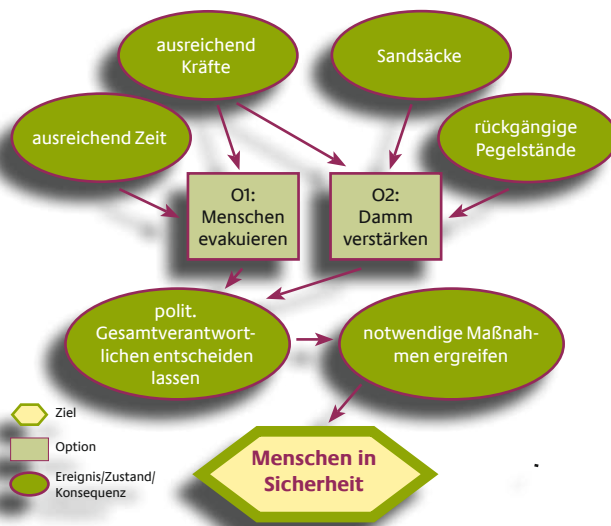 ausreichend
Kräfte
Sandsäcke
ausreichend Zeit
rückgängige
Pegelstände
O1:
Menschen
evakuieren
O2:
Damm
verstärken
polit.
Gesamtverantwort-
lichen entscheiden
lassen
notwendige Maßnah-
men ergreifen
Ziel
Option
Ereignis/Zustand/
Konsequenz
Menschen in
Sicherheit